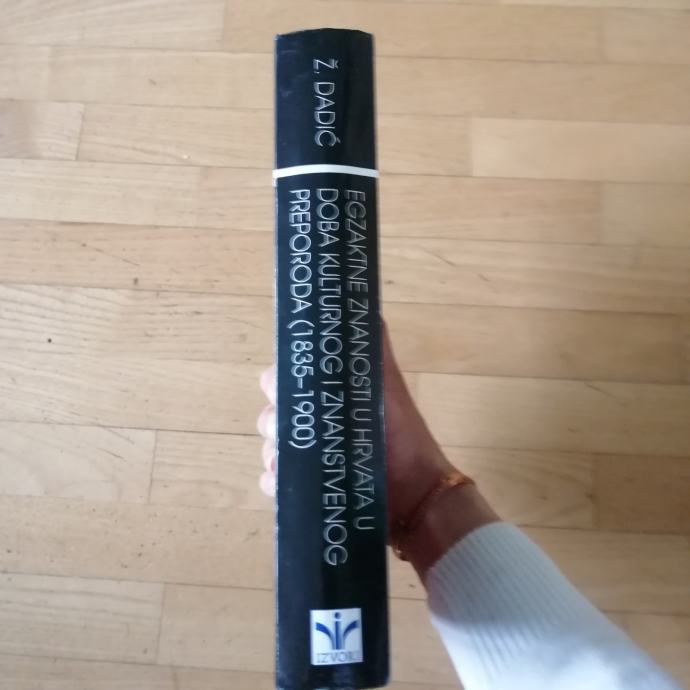 Ž. DADIĆ
EGZAKTNE ZNANOSTI U HRVATA U
DOBA KULTURNOG I ZNANSTVENOG
PREPORODA (1835–1900)
IZVORI